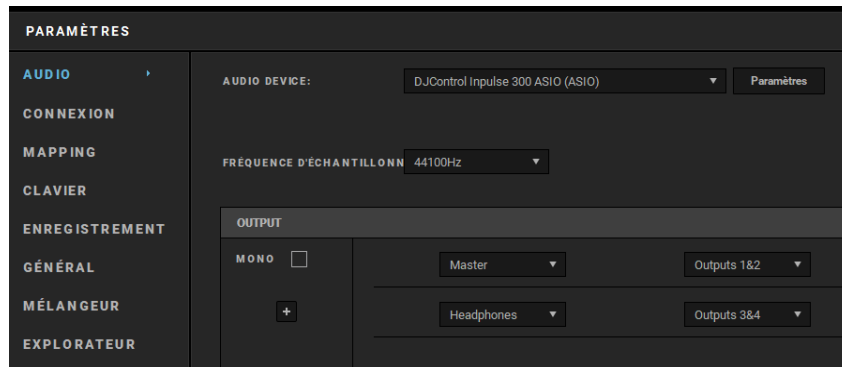 PARAMÈTRES
AUDIO
AUDIO DEVICE:
DJControl Inpulse 300 ASIO (ASIO)
Paramètres
CONNEXION
MAPPING
FRÉQUENCE D'ÉCHANTILLONN
44100Hz
CLAVIER
ENREGISTREMENT
OUTPUT
GÉNÉRAL
MONO
Master
Outputs 1&2
MÉLANGEUR
+
Headphones
Outputs 3&4
EXPLORATEUR